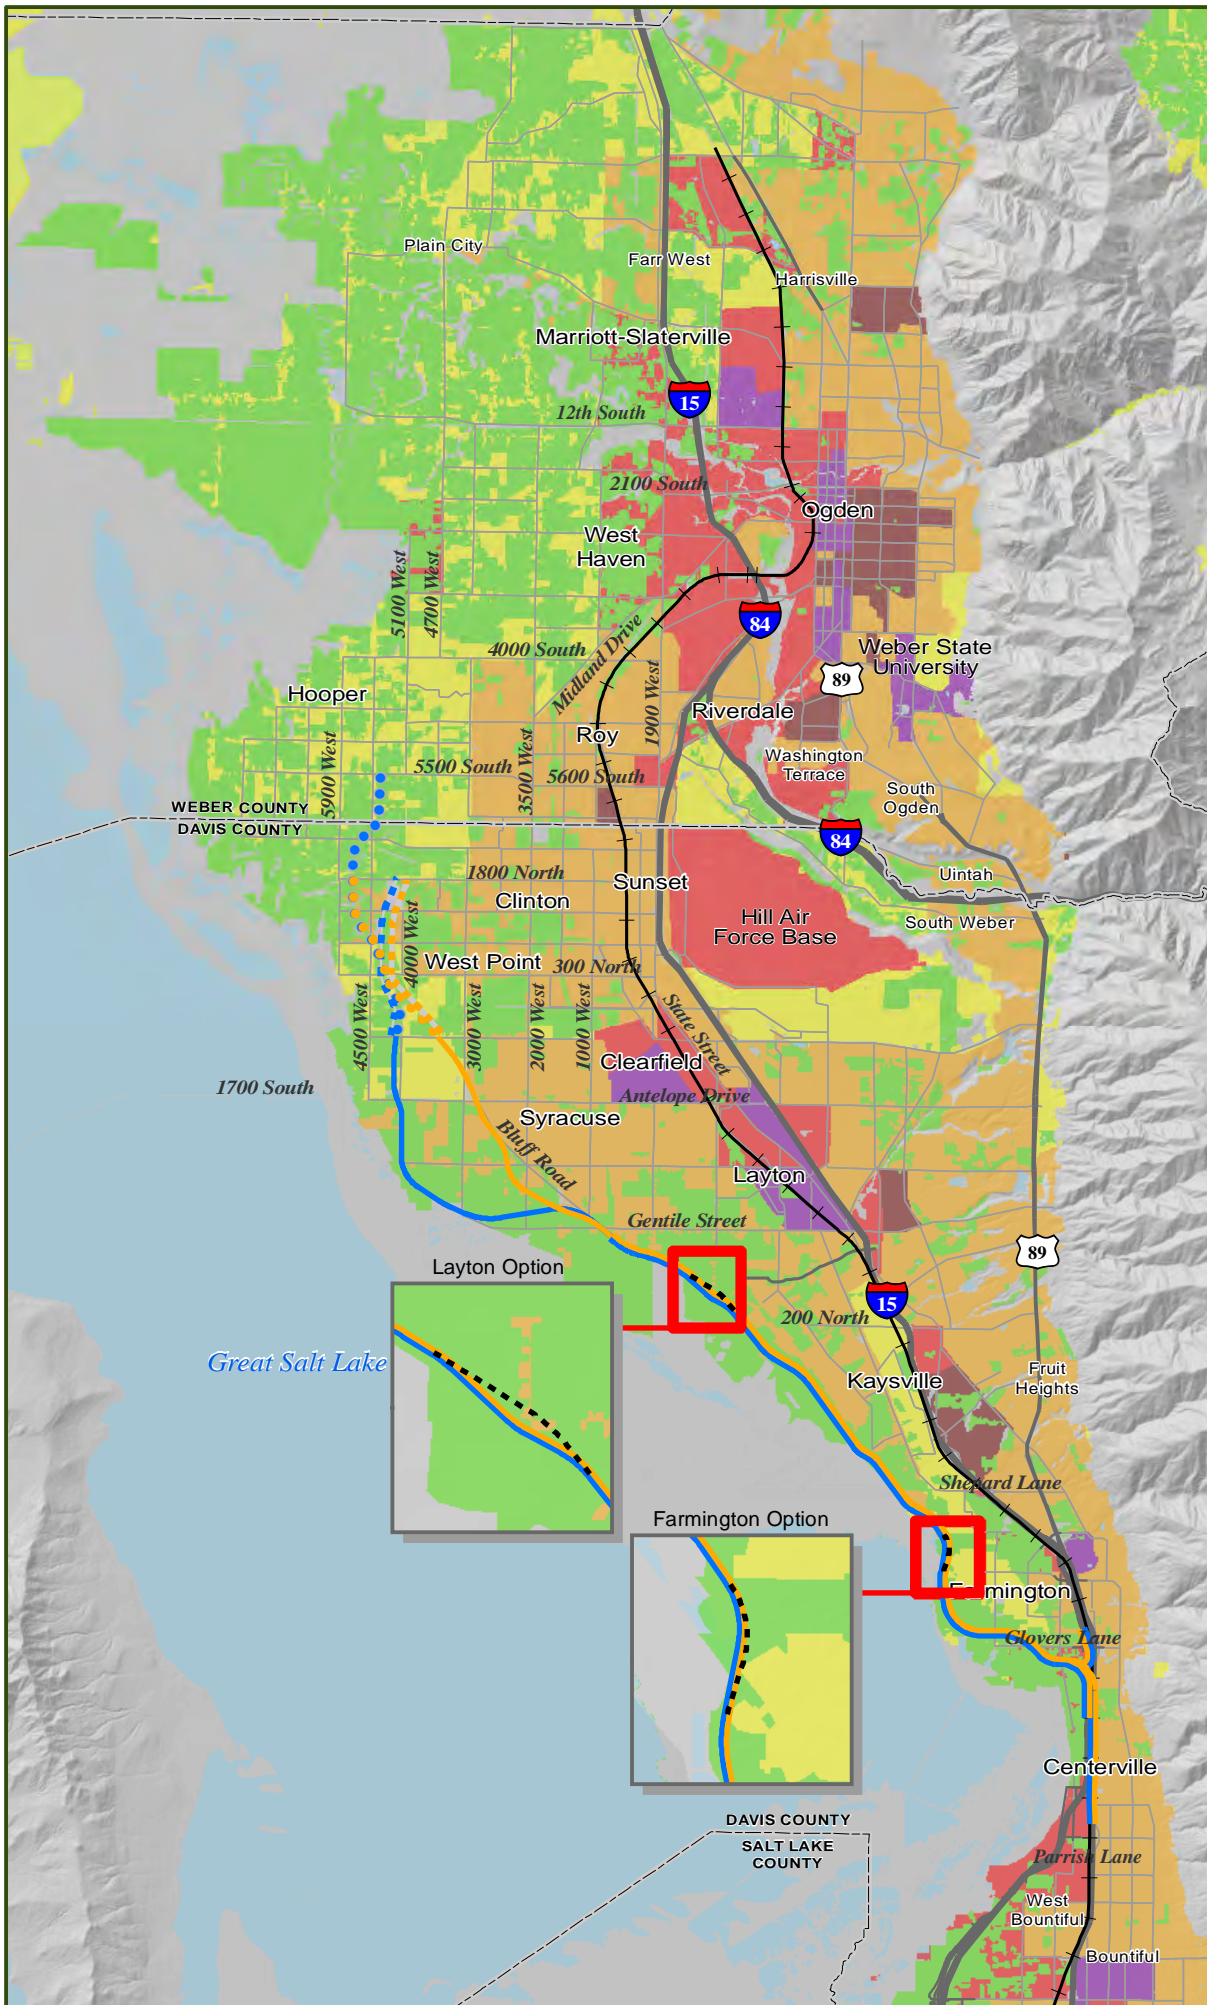 Plain City
Farr West
Harrisville
Marriott-Slaterville
15
12th South
2100 South
Ogden
West
Haven
5100 West
4700 West
84
4000 South
Midland Drive
1900 West
Weber State
University
89
Hooper
Riverdale
Roy
5900 West
5500 South
3500 West
5600 South
Washington
Terrace
South
Ogden
WEBER COUNTY
DAVIS COUNTY
84
1800 North
Sunset
Uintah
Clinton
4000 West
Hill Air
Force Base
South Weber
West Point
300 North
4500 West
3000 West
2000 West
1000 West
State Street
Clearfield
1700 South
Antelope Drive
Syracuse
Bluff Road
Layton
Gentile Street
89
Layton Option
15
200 North
Great Salt Lake
Kaysville
Fruit
Heights
Shepard Lane
Farmington Option
Farmington
Glovers Lane
Centerville
DAVIS COUNTY
SALT LAKE
COUNTY
Parrish Lane
West
Bountiful
Bountiful